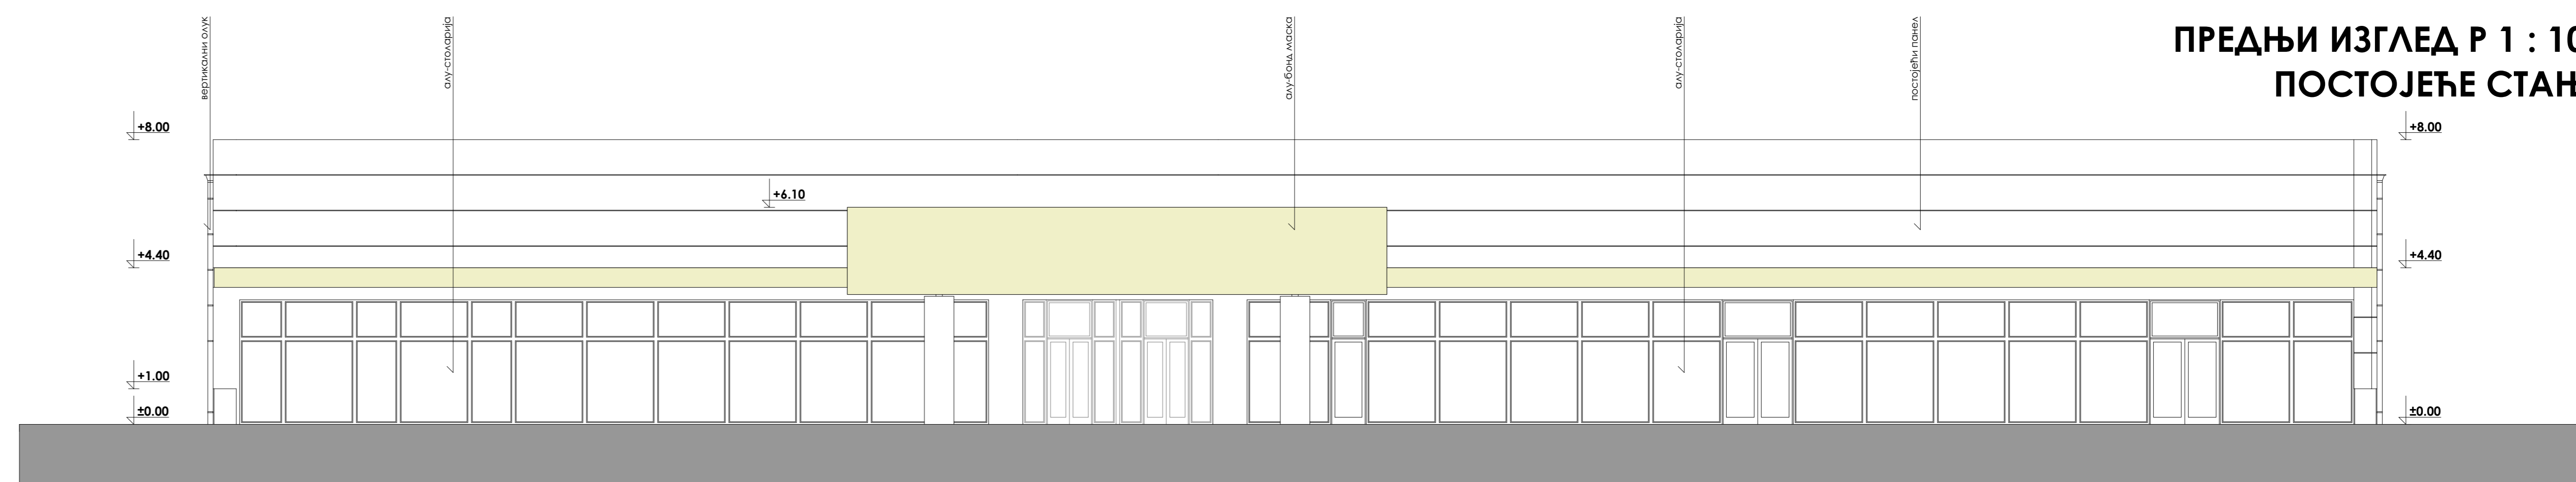 вертикални олук
алу-столарија
алу-бонд маска
алу-столарија
постојећи панел
ПРЕДЊИ ИЗГЛЕД Р 1 : 10
ПОСТОЈЕЋЕ СТАЊ
+8.00
+8.00
+6.10
+4.40
+4.40
+1.00
±0.00
±0.00